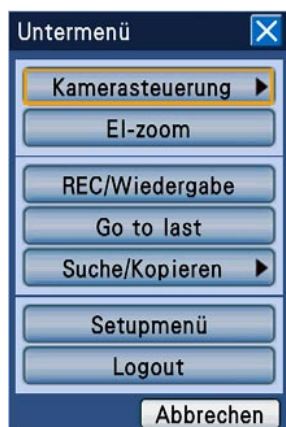 Untermenü
Kamerasteuerung
El-zoom
REC/Wiedergabe
Go to last
Suche/Kopieren
Setupmenü
Logout
Abbrechen